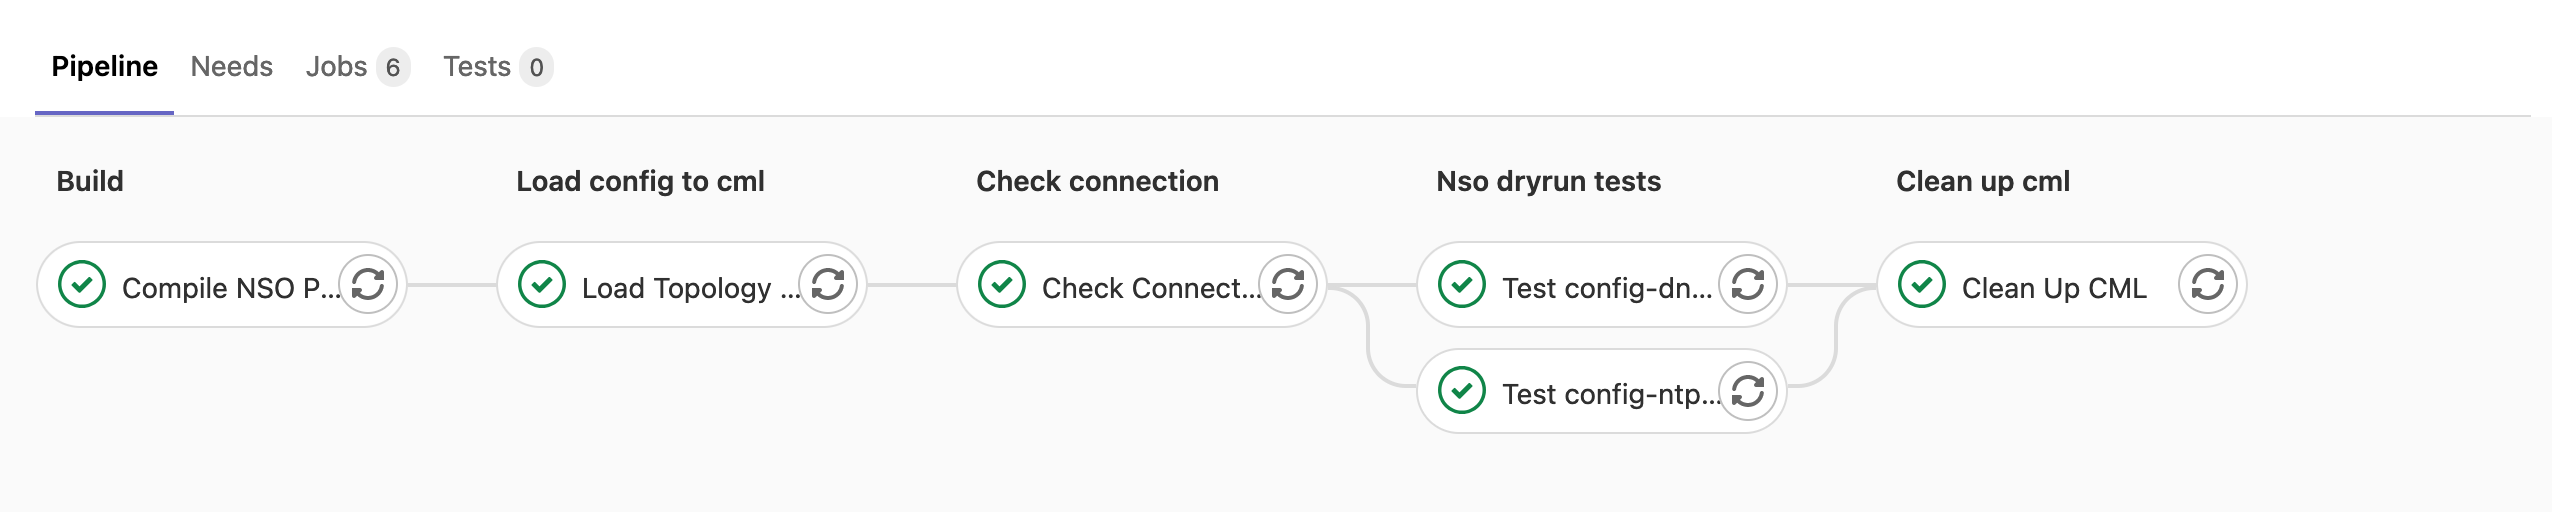 Pipeline Needs Jobs 6 Tests 0
Build Load config to cml Check connection Nso dryrun tests Clean up cml
Compile NSO P... Load Topology ... Check Connect... Test config-dn... Clean Up CML
Test config-ntp...